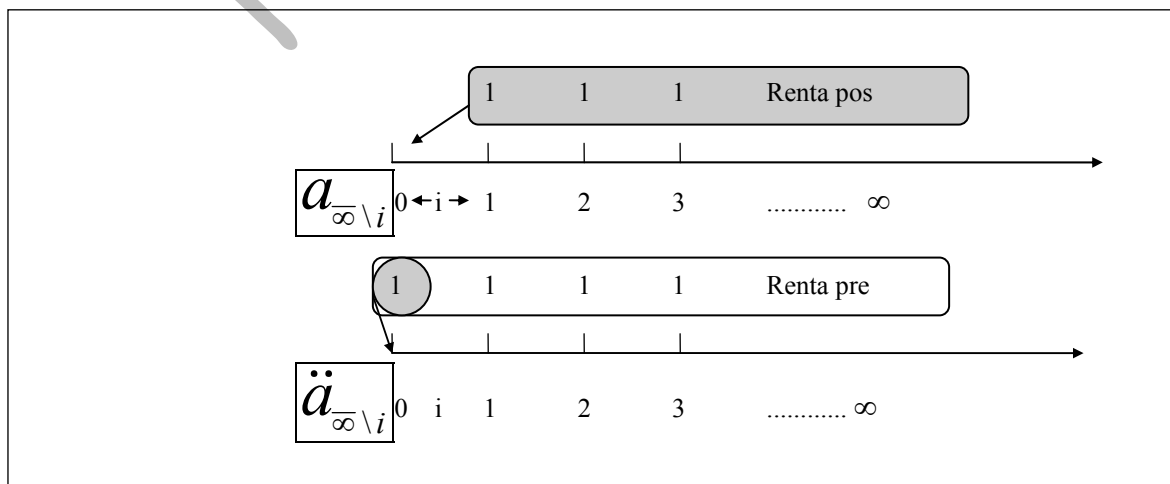 1 1 1 Renta pos
a∞\i 0 i 1 2 3 ........... ∞
1 1 1 1 Renta pre
ä∞\i 0 i 1 2 3 ............ ∞